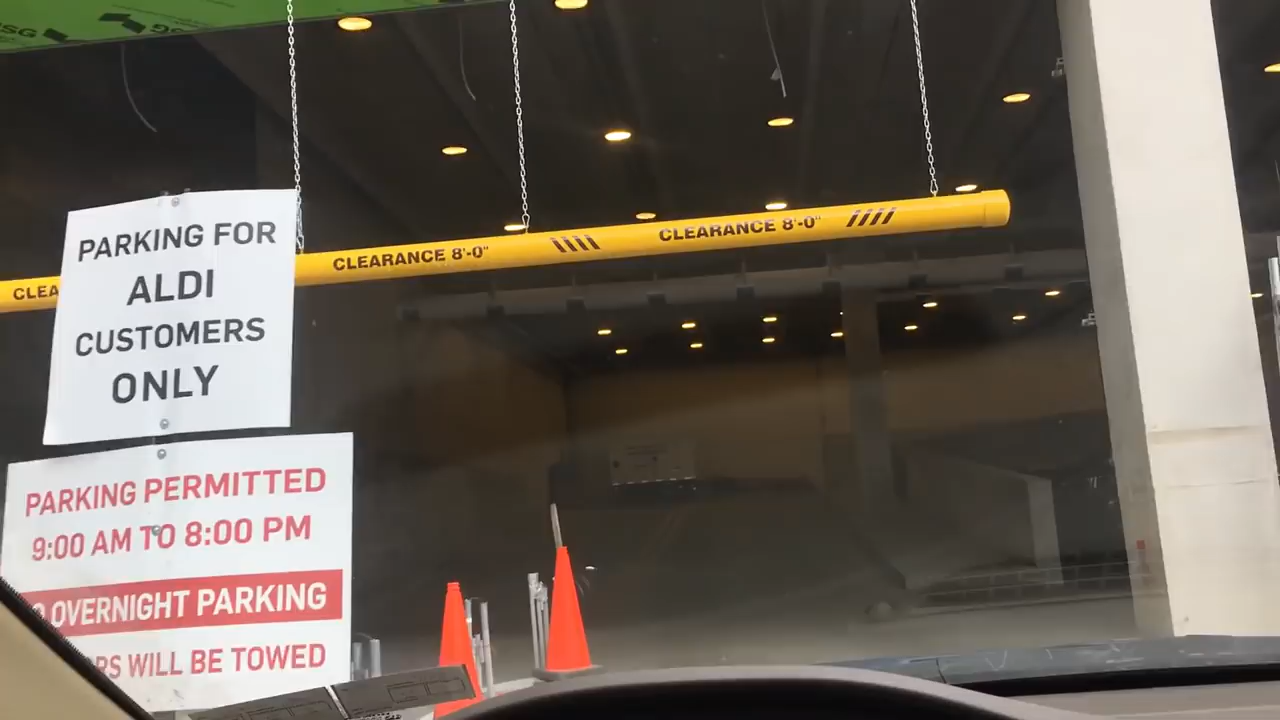 PARKING FOR
ALDI
CUSTOMERS
ONLY
CLEA
CLEARANCE 8'-0"
CLEARANCE 8'-0"
PARKING PERMITTED
9:00 AM TO 8:00 PM
OVERNIGHT PARKING
WILL BE TOWED